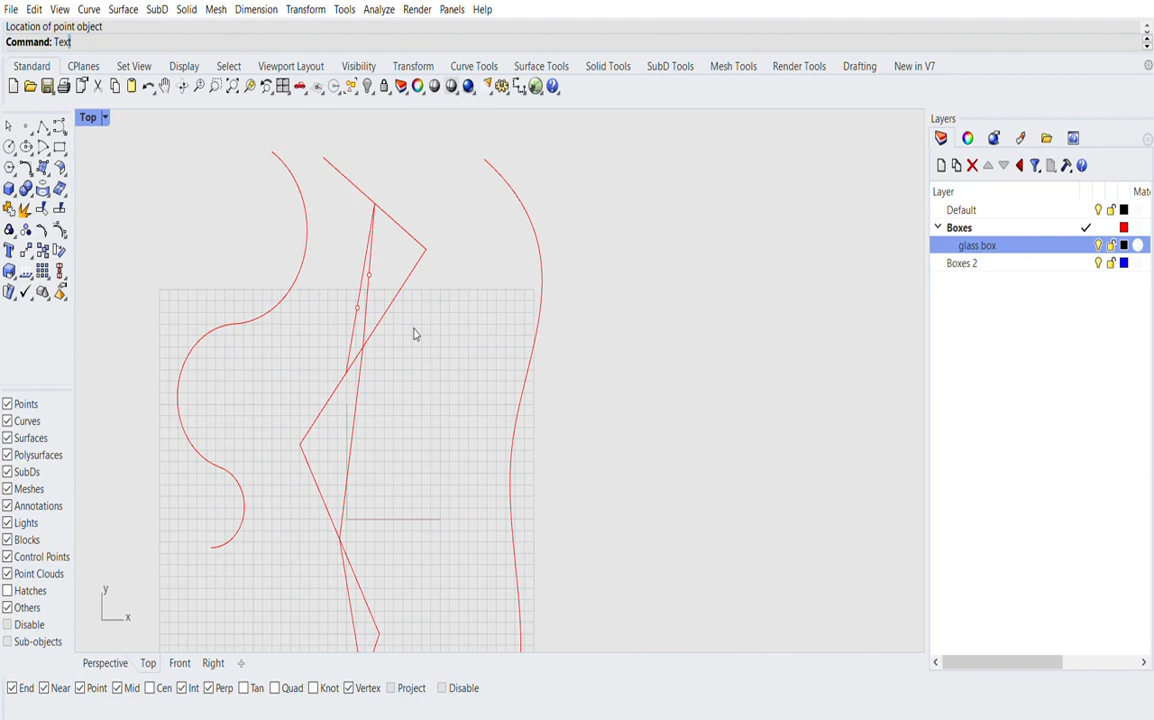 File Edit View Curve Surface SubD Solid Mesh Dimension Transform Tools Analyze Render Panels Help
Location of point object
Command: Text
Standard CPlanes Set View Display Select Viewport Layout Visibility Transform Curve Tools Surface Tools Solid Tools SubD Tools Mesh Tools Render Tools Drafting New in V7
Top
Layers
Layer Mat
Default
Boxes
glass box
Boxes 2
Points
Curves
Surfaces
Polysurfaces
SubDs
Meshes
Annotations
Lights
Blocks
Control Points
Point Clouds
Hatches
Others
Disable
Sub-objects
y
x
Perspective Top Front Right
End Near Point Mid Cen Int Perp Tan Quad Knot Vertex Project Disable